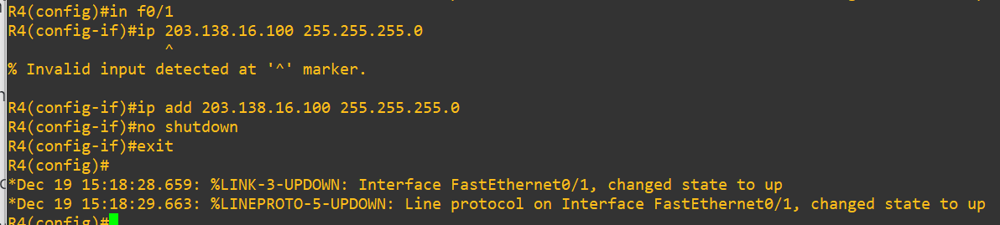 R4(config)#in f0/1
R4(config-if)#ip 203.138.16.100 255.255.255.0
^
% Invalid input detected at '^' marker.
R4(config-if)#ip add 203.138.16.100 255.255.255.0
R4(config-if)#no shutdown
R4(config-if)#exit
R4(config)#
*Dec 19 15:18:28.659: %LINK-3-UPDOWN: Interface FastEthernet0/1, changed state to up
*Dec 19 15:18:29.663: %LINEPROTO-5-UPDOWN: Line protocol on Interface FastEthernet0/1, changed state to up
R4(config)#